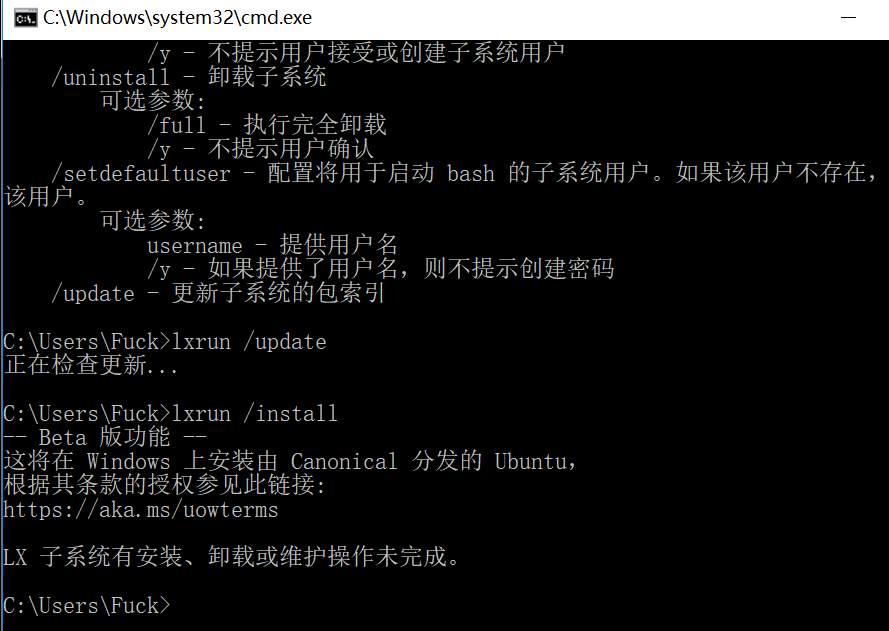 C:\Windows\system32\cmd.exe
/y - 不提示用户接受或创建子系统用户
/uninstall - 卸载子系统
可选参数:
/full - 执行完全卸载
/y - 不提示用户确认
/setdefaultuser - 配置将用于启动 bash 的子系统用户。如果该用户不存在，
该用户。
可选参数:
username - 提供用户名
/y - 如果提供了用户名，则不提示创建密码
/update - 更新子系统的包索引
C:\Users\Fuck>lxrun /update
正在检查更新...
C:\Users\Fuck>lxrun /install
-- Beta 版功能 --
这将在 Windows 上安装由 Canonical 分发的 Ubuntu，
根据其条款的授权参见此链接:
https://aka.ms/uowterms
LX 子系统有安装、卸载或维护操作未完成。
C:\Users\Fuck>